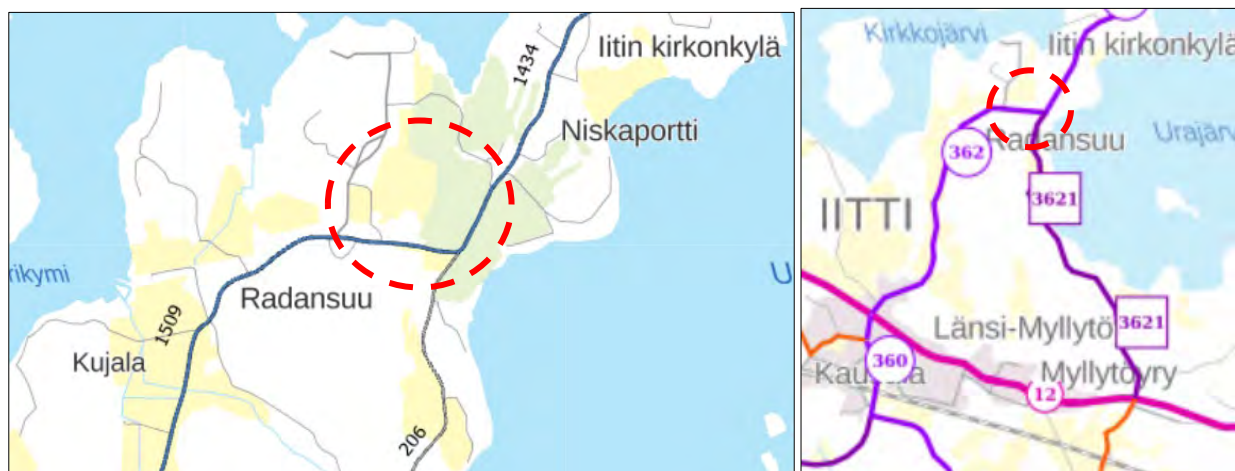 Iitin kirkonkylä
1434
Niskaportti
rikymi
Radansuu
U
1509
Kujala
206
Kirkkojärvi
Iitin kirkonkylä
Urajärv
Radansuu
362
3621
IITTI
Länsi-Myllytö
3621
360
Myllytöyry
12